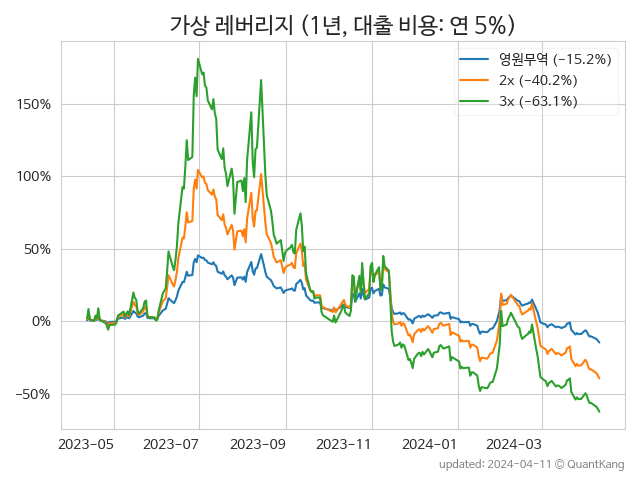 가상 레버리지 (1년, 대출 비용: 연 5%)
영원무역 (−15.2%)
2x (−40.2%)
3x (−63.1%)
150%
100%
50%
0%
−50%
2023-05 2023-07 2023-09 2023-11 2024-01 2024-03
updated: 2024-04-11 © QuantKang